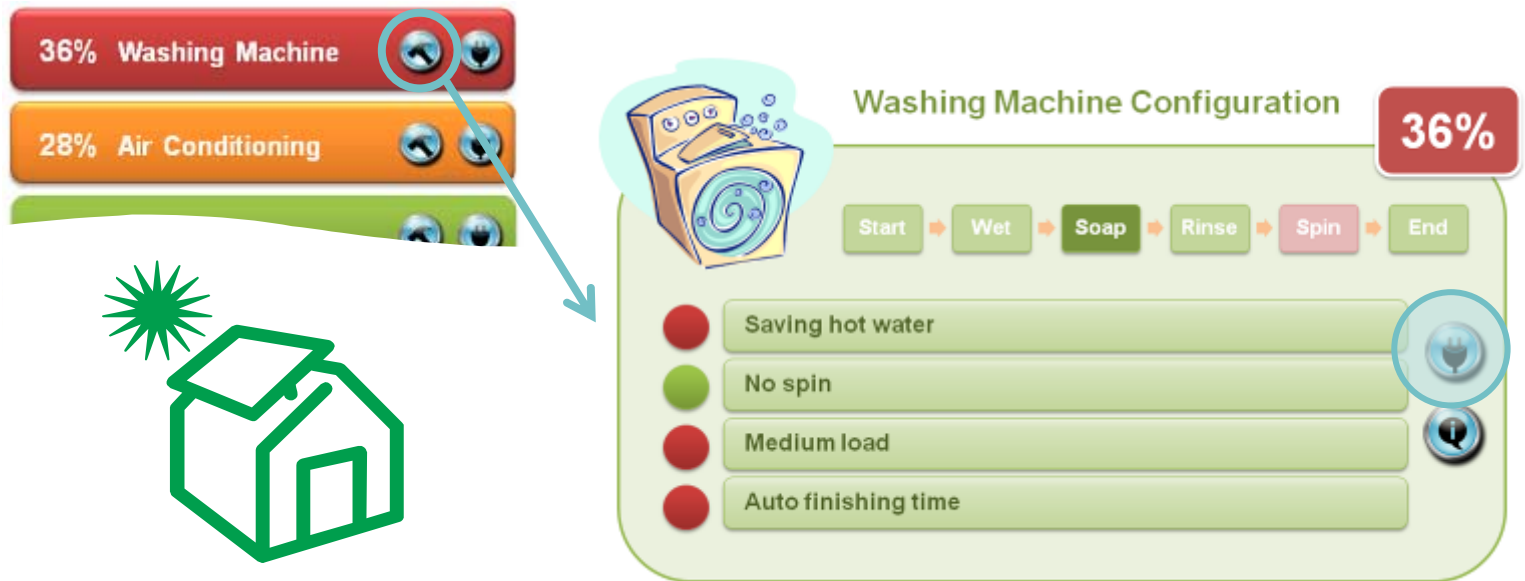 36% Washing Machine
28% Air Conditioning
Washing Machine Configuration
36%
Start Wet Soap Rinse Spin End
Saving hot water
No spin
Medium load
Auto finishing time